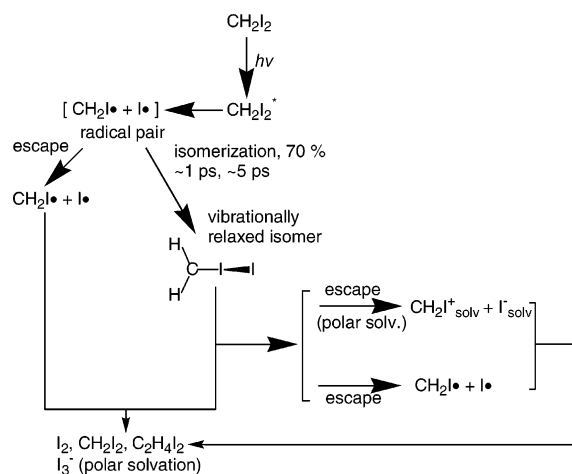 CH₂I₂
hv
[ CH₂I• + I• ]
CH₂I₂*
radical pair
escape
isomerization, 70 %
~1 ps, ~5 ps
CH₂I• + I•
vibrationally
relaxed isomer
H
C I I
H
escape
(polar solv.)
CH₂I⁺solv + I⁻solv
CH₂I• + I•
escape
I₂, CH₂I₂, C₂H₄I₂
I₃⁻ (polar solvation)